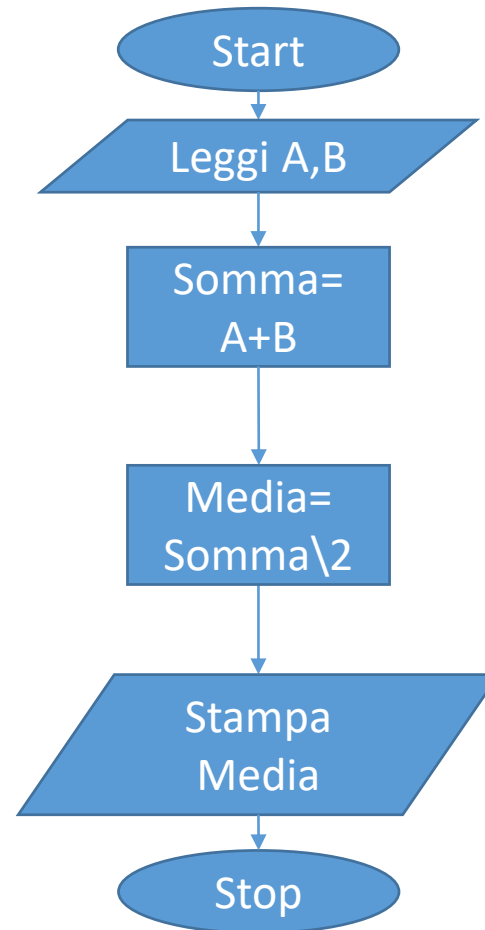 Start
Leggi A,B
Somma=
A+B
Media=
Somma\2
Stampa
Media
Stop